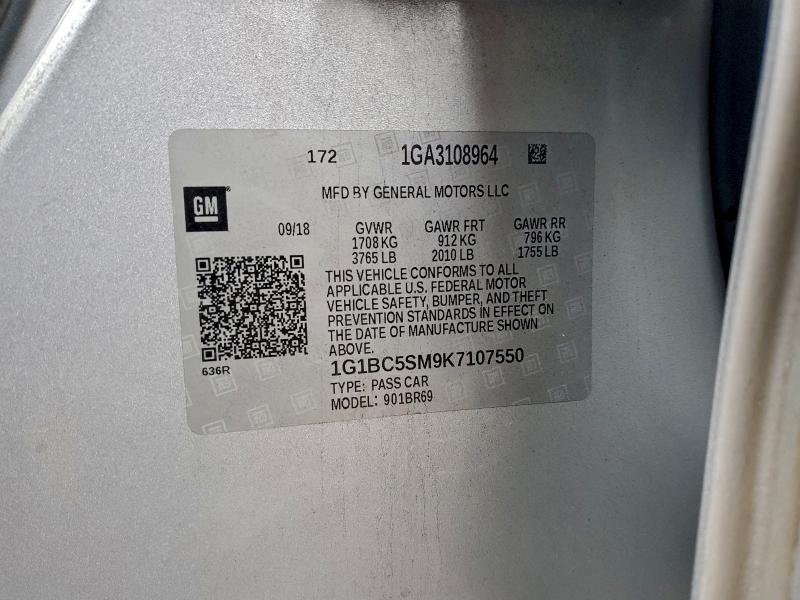 172 1GA3108964
MFD BY GENERAL MOTORS LLC
GM
09/18 GVWR GAWR FRT GAWR RR
1708 KG 912 KG 796 KG
3765 LB 2010 LB 1755 LB
THIS VEHICLE CONFORMS TO ALL
APPLICABLE U.S. FEDERAL MOTOR
VEHICLE SAFETY, BUMPER, AND THEFT
PREVENTION STANDARDS IN EFFECT ON
THE DATE OF MANUFACTURE SHOWN
ABOVE.
636R
1G1BC5SM9K7107550
TYPE: PASS CAR
MODEL: 901BR69